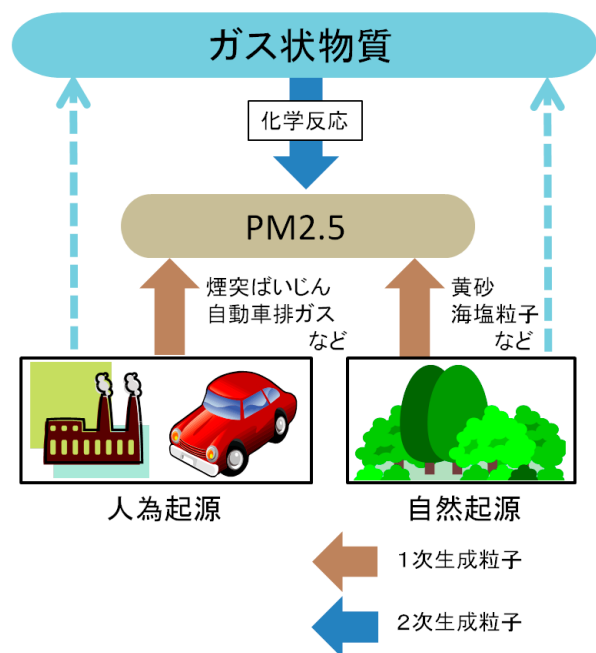 ガス状物質
化学反応
PM2.5
煙突ばいじん
自動車排ガス
など
黄砂
海塩粒子
など
人為起源
自然起源
1次生成粒子
2次生成粒子